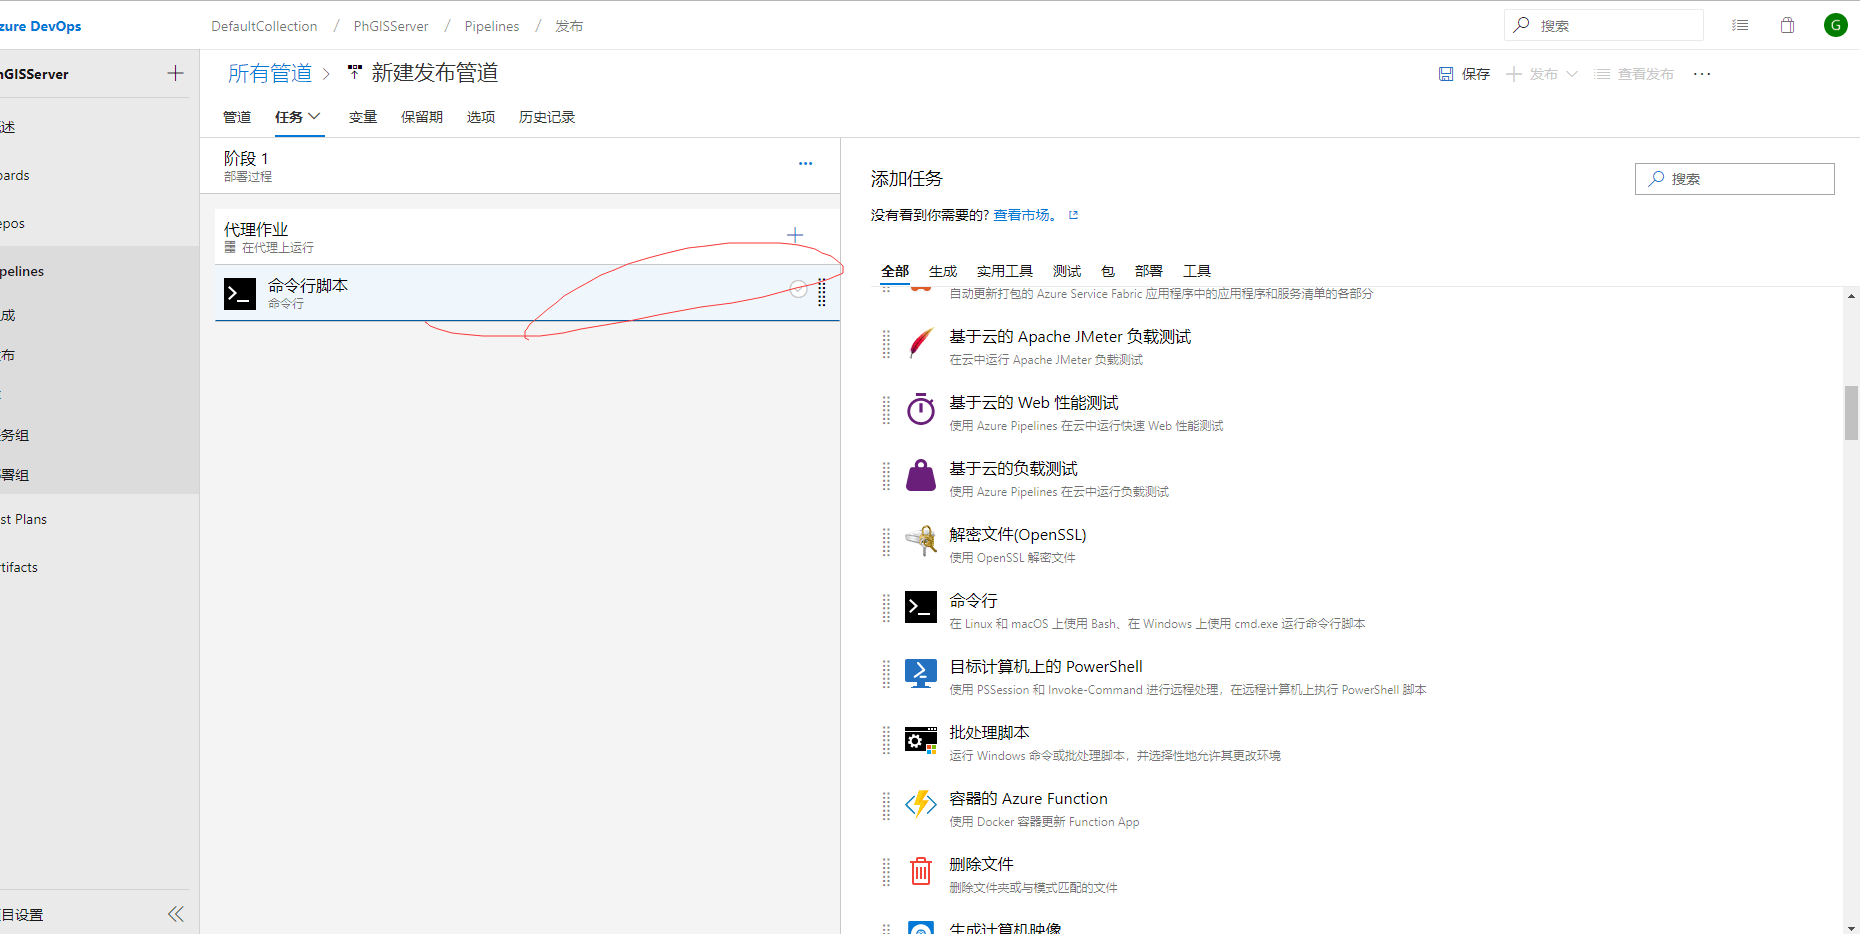 zure DevOps
DefaultCollection / PhGISServer / Pipelines / 发布
搜索
G
hGISServer
所有管道 > 新建发布管道
保存 发布 查看发布 ···
管道 任务 变量 保留期 选项 历史记录
述
oards
epos
pelines
成
布
务组
署组
st Plans
tifacts
目设置
阶段 1
部署过程
代理作业
在代理上运行
命令行脚本
命令行
添加任务
搜索
没有看到你需要的? 查看市场。
全部 生成 实用工具 测试 包 部署 工具
自动更新打包的 Azure Service Fabric 应用程序中的应用程序和服务清单的各部分
基于云的 Apache JMeter 负载测试
在云中运行 Apache JMeter 负载测试
基于云的 Web 性能测试
使用 Azure Pipelines 在云中运行快速 Web 性能测试
基于云的负载测试
使用 Azure Pipelines 在云中运行负载测试
解密文件(OpenSSL)
使用 OpenSSL 解密文件
命令行
在 Linux 和 macOS 上使用 Bash、在 Windows 上使用 cmd.exe 运行命令行脚本
目标计算机上的 PowerShell
使用 PSSession 和 Invoke-Command 进行远程处理，在远程计算机上执行 PowerShell 脚本
批处理脚本
运行 Windows 命令或批处理脚本，并选择性地允许其更改环境
容器的 Azure Function
使用 Docker 容器更新 Function App
删除文件
删除文件夹或与模式匹配的文件
生成计算机映像